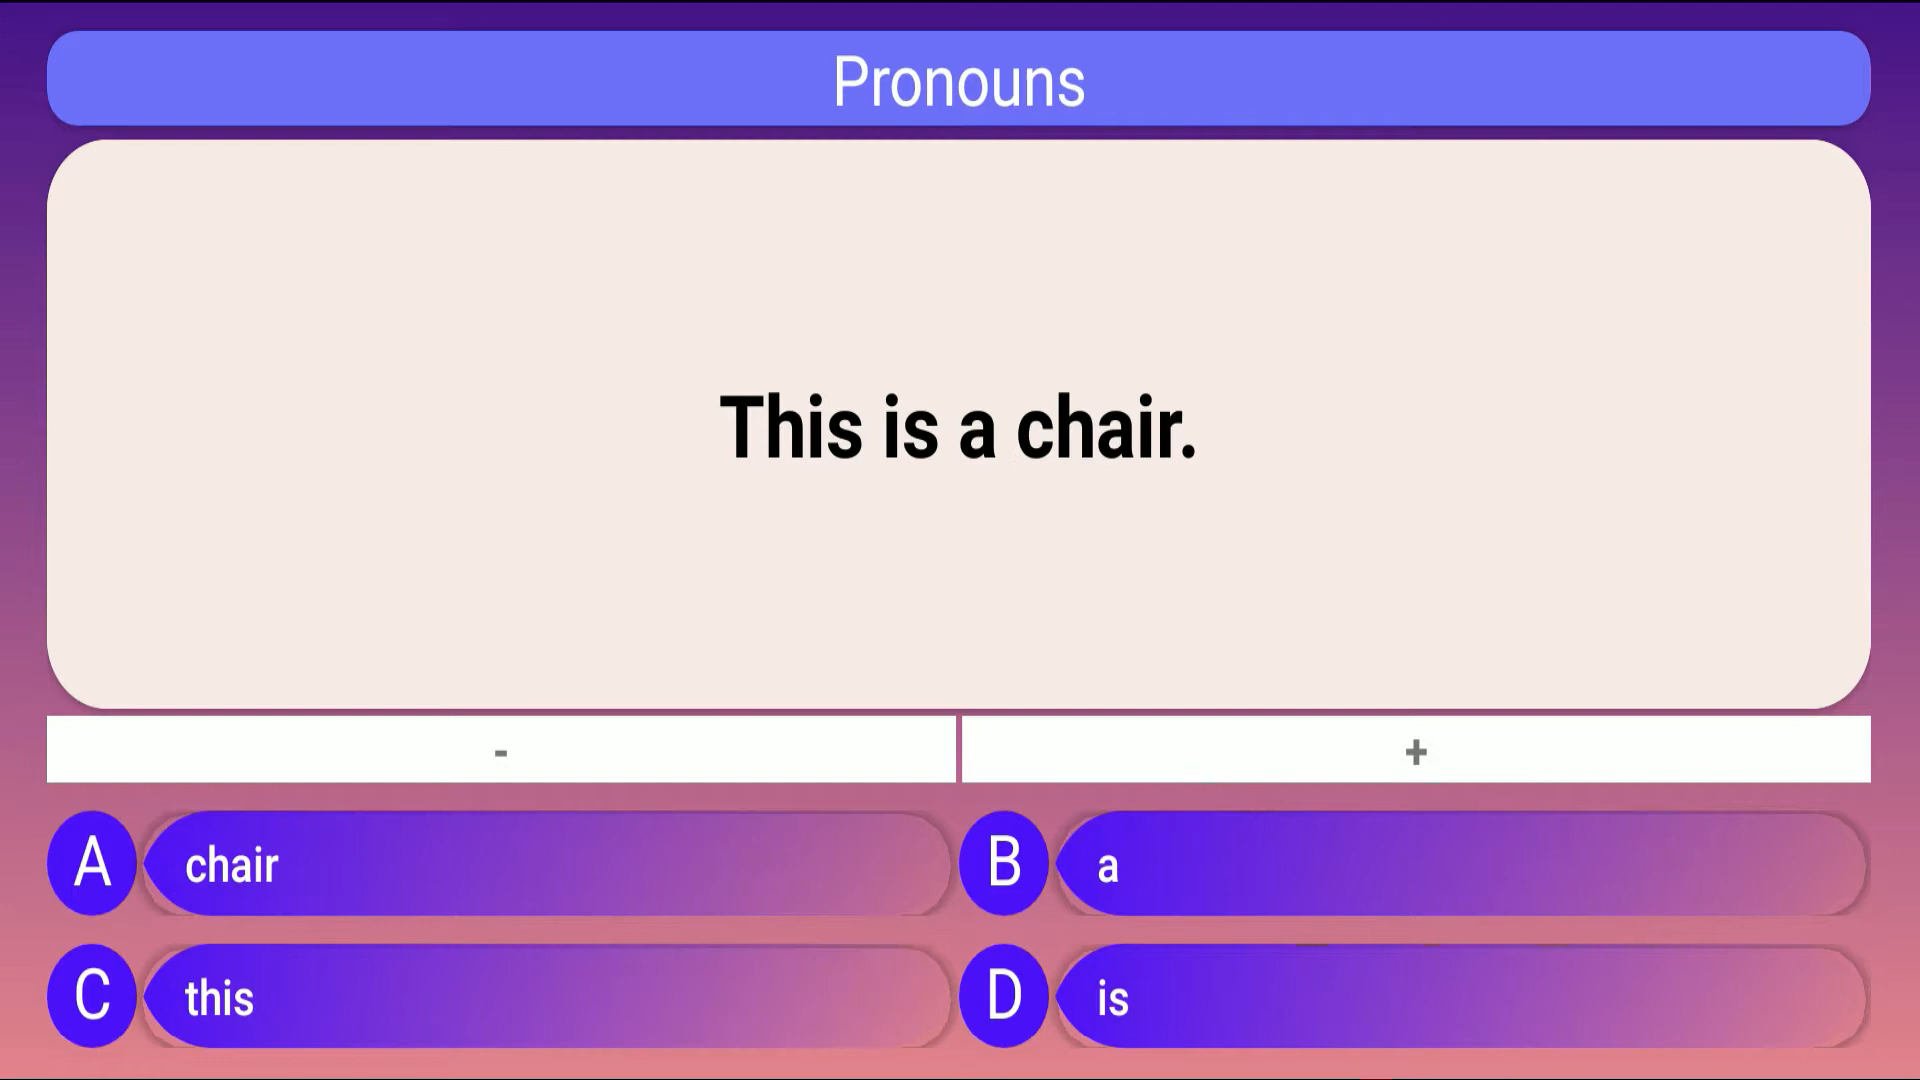 Pronouns
This is a chair.
- +
A chair B a
C this D is